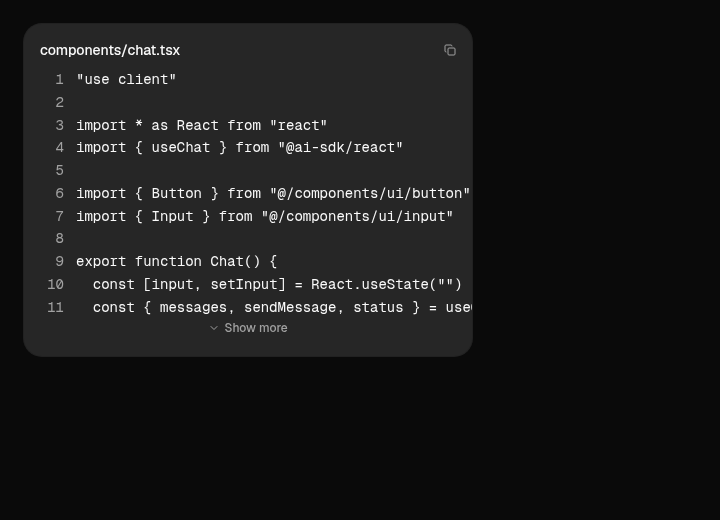 components/chat.tsx
1 "use client"
2
3 import * as React from "react"
4 import { useChat } from "@ai-sdk/react"
5
6 import { Button } from "@/components/ui/button"
7 import { Input } from "@/components/ui/input"
8
9 export function Chat() {
10   const [input, setInput] = React.useState("")
11   const { messages, sendMessage, status } = use
Show more